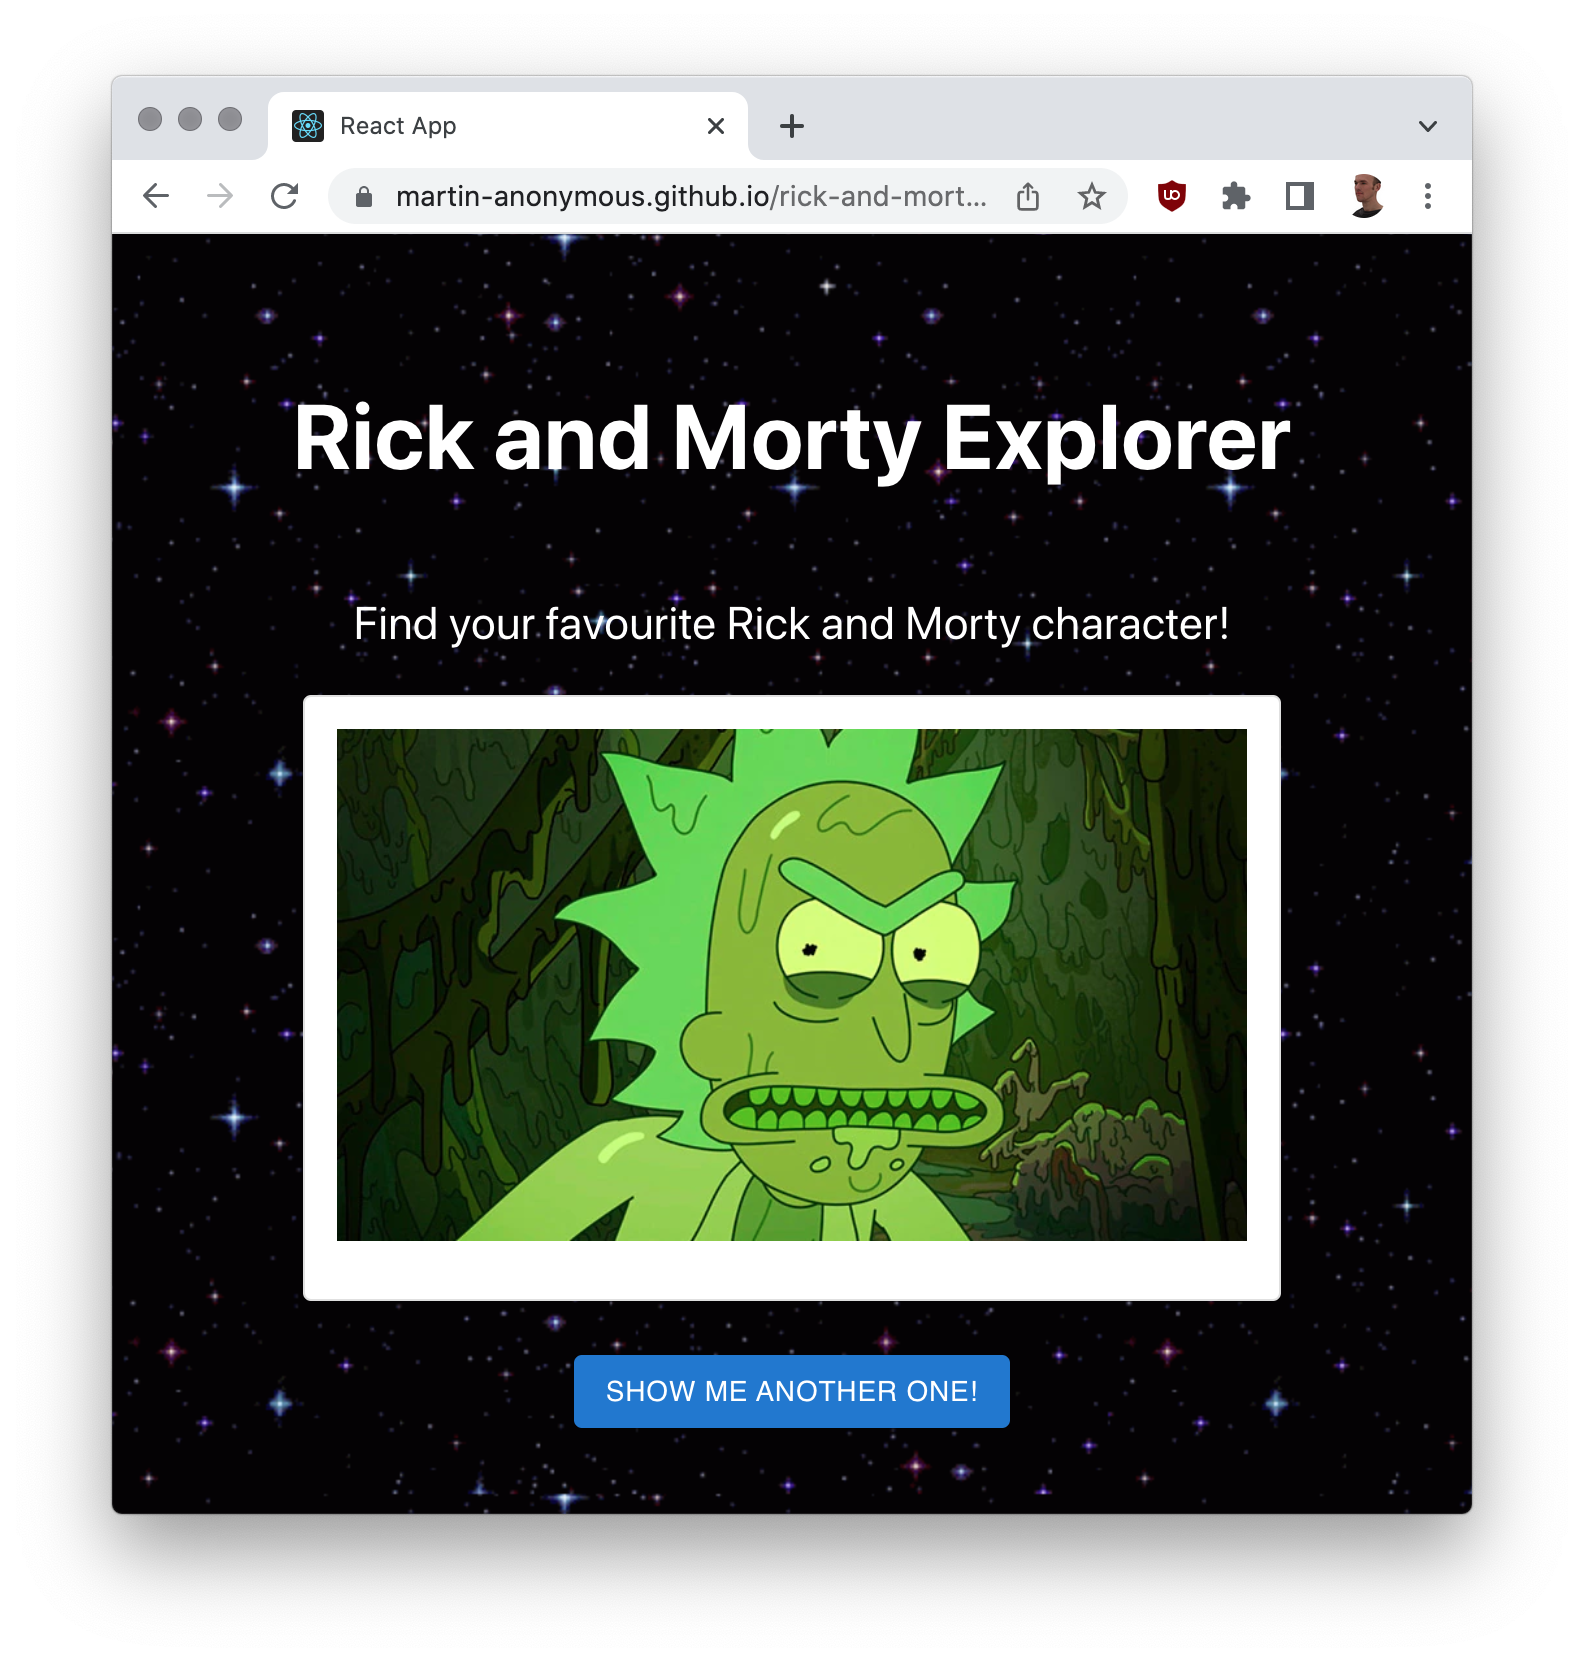 React App
martin-anonymous.github.io/rick-and-mort...
Rick and Morty Explorer
Find your favourite Rick and Morty character!
SHOW ME ANOTHER ONE!